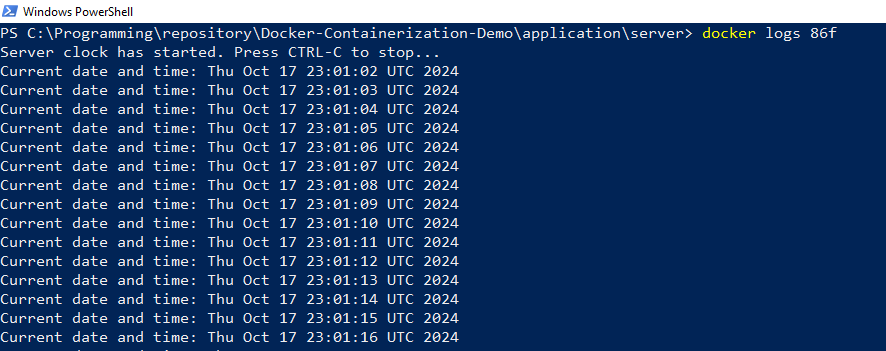 Windows PowerShell
PS C:\Programming\repository\Docker-Containerization-Demo\application\server> docker logs 86f
Server clock has started. Press CTRL-C to stop...
Current date and time: Thu Oct 17 23:01:02 UTC 2024
Current date and time: Thu Oct 17 23:01:03 UTC 2024
Current date and time: Thu Oct 17 23:01:04 UTC 2024
Current date and time: Thu Oct 17 23:01:05 UTC 2024
Current date and time: Thu Oct 17 23:01:06 UTC 2024
Current date and time: Thu Oct 17 23:01:07 UTC 2024
Current date and time: Thu Oct 17 23:01:08 UTC 2024
Current date and time: Thu Oct 17 23:01:09 UTC 2024
Current date and time: Thu Oct 17 23:01:10 UTC 2024
Current date and time: Thu Oct 17 23:01:11 UTC 2024
Current date and time: Thu Oct 17 23:01:12 UTC 2024
Current date and time: Thu Oct 17 23:01:13 UTC 2024
Current date and time: Thu Oct 17 23:01:14 UTC 2024
Current date and time: Thu Oct 17 23:01:15 UTC 2024
Current date and time: Thu Oct 17 23:01:16 UTC 2024